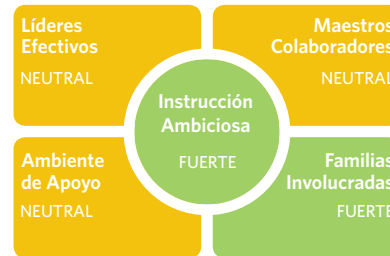 Líderes
Efectivos
NEUTRAL
Maestros
Colaboradores
NEUTRAL
Instrucción
Ambiciosa
FUERTE
Ambiente
de Apoyo
NEUTRAL
Familias
Involucradas
FUERTE